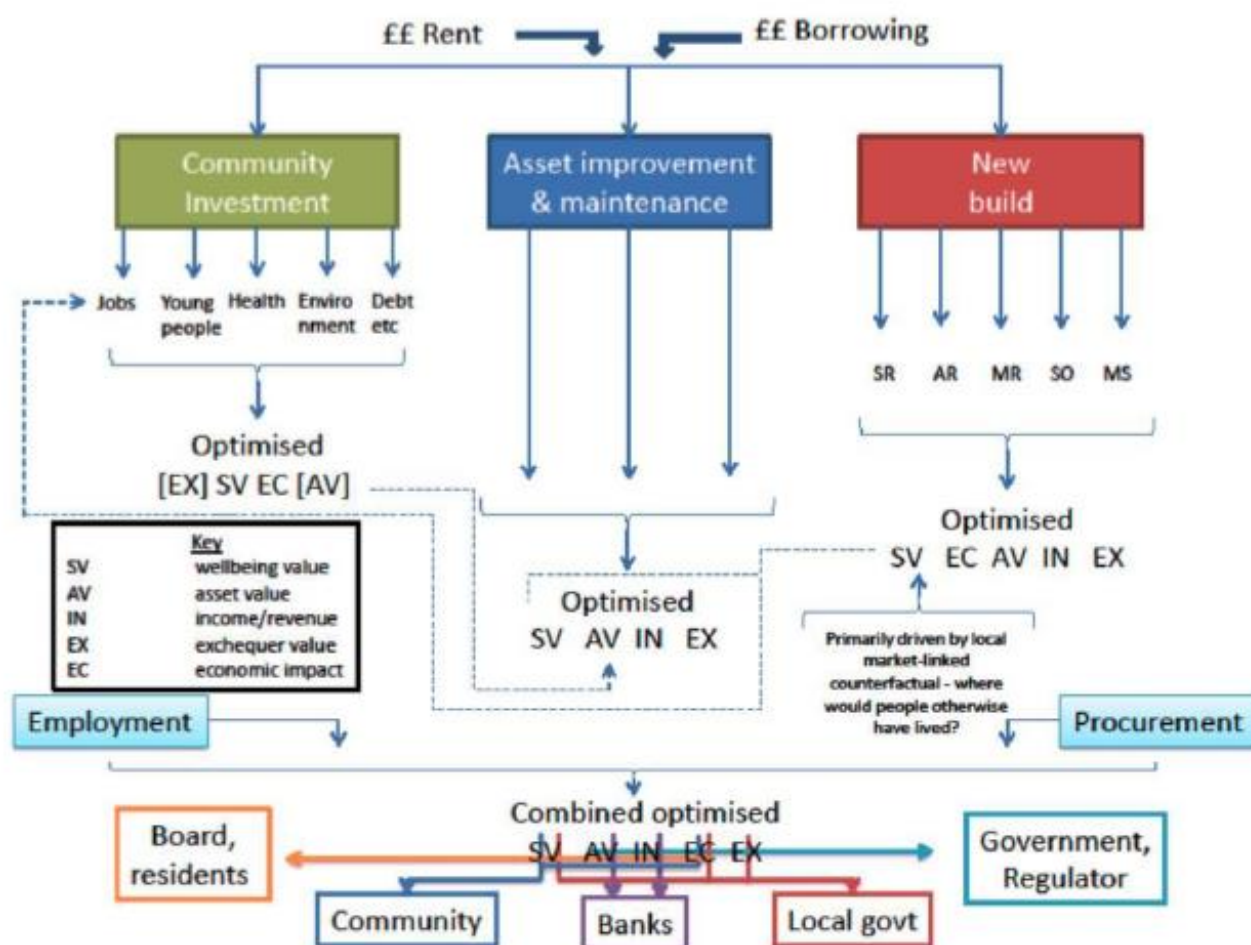 ££ Rent
££ Borrowing
Community
Investment
Asset improvement
& maintenance
New
build
Jobs
Young
people
Health
Enviro
nment
Debt
etc
SR AR MR SO MS
Optimised
[EX] SV EC [AV]
Optimised
SV EC AV IN EX
Key
SV wellbeing value
AV asset value
IN income/revenue
EX exchequer value
EC economic impact
Optimised
SV AV IN EX
Primarily driven by local
market-linked
counterfactual - where
would people otherwise
have lived?
Employment
Procurement
Combined optimised
SV AV IN EC EX
Board,
residents
Government,
Regulator
Community
Banks
Local govt